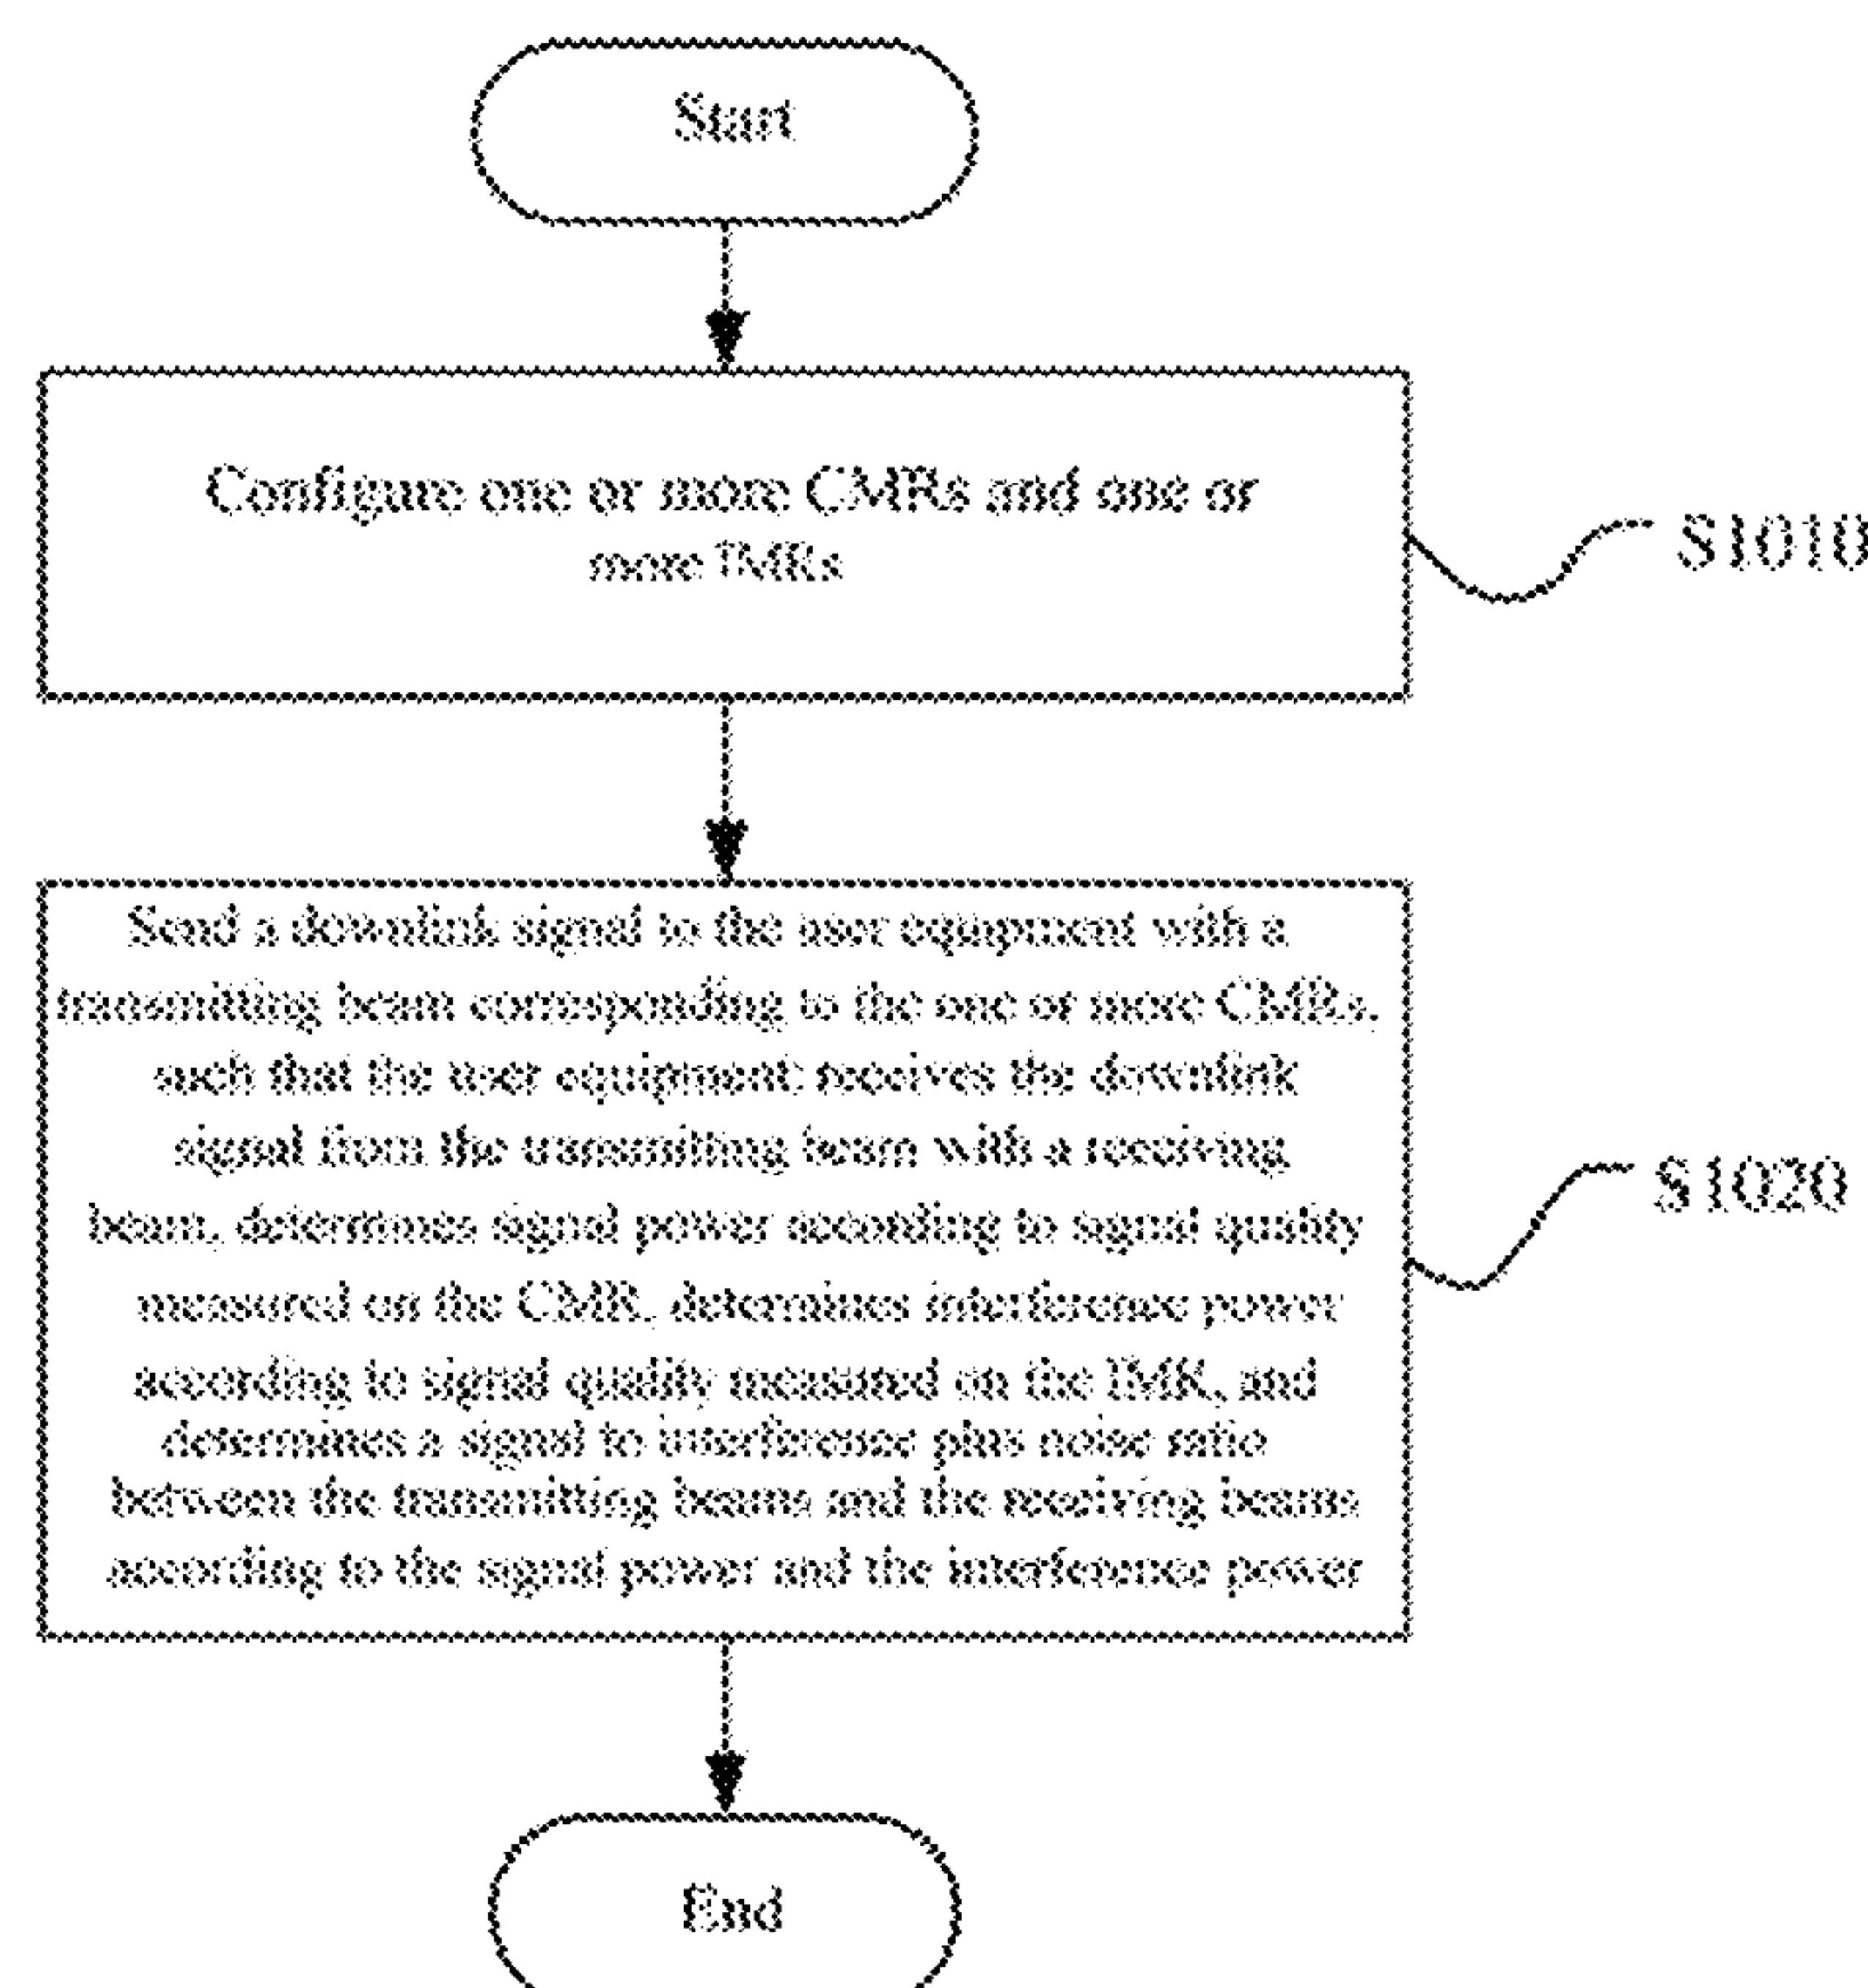 Start
Configure one or more CMRs and one or
more IMRs
S1010
Send a downlink signal to the user equipment with a
transmitting beam corresponding to the one or more CMRs,
such that the user equipment receives the downlink
signal from the transmitting beam with a receiving
beam, determines signal power according to signal quality
measured on the CMR, determines interference power
according to signal quality measured on the IMR, and
determines a signal to interference plus noise ratio
between the transmitting beams and the receiving beams
according to the signal power and the interference power
S1020
End